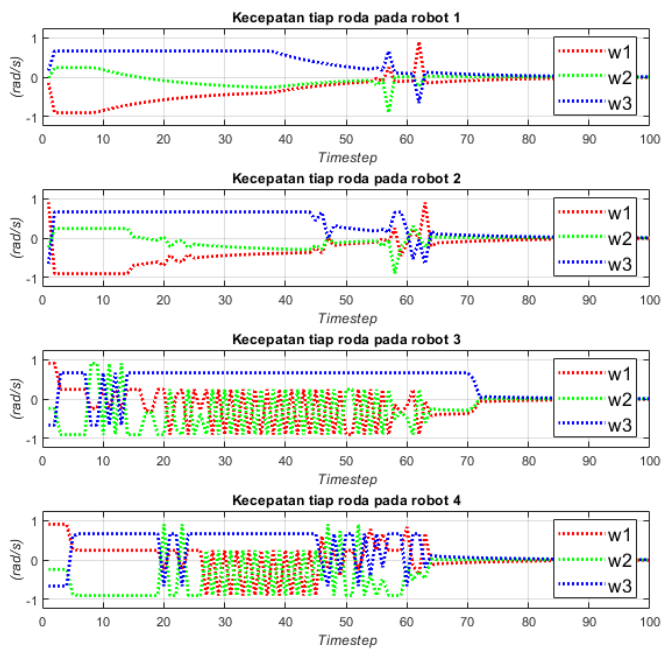 Kecepatan tiap roda pada robot 1
(rad/s)
1
0
-1
w1
w2
w3
0 10 20 30 40 50 60 70 80 90 100
Timestep
Kecepatan tiap roda pada robot 2
(rad/s)
1
0
-1
w1
w2
w3
0 10 20 30 40 50 60 70 80 90 100
Timestep
Kecepatan tiap roda pada robot 3
(rad/s)
1
0
-1
w1
w2
w3
0 10 20 30 40 50 60 70 80 90 100
Timestep
Kecepatan tiap roda pada robot 4
(rad/s)
1
0
-1
w1
w2
w3
0 10 20 30 40 50 60 70 80 90 100
Timestep